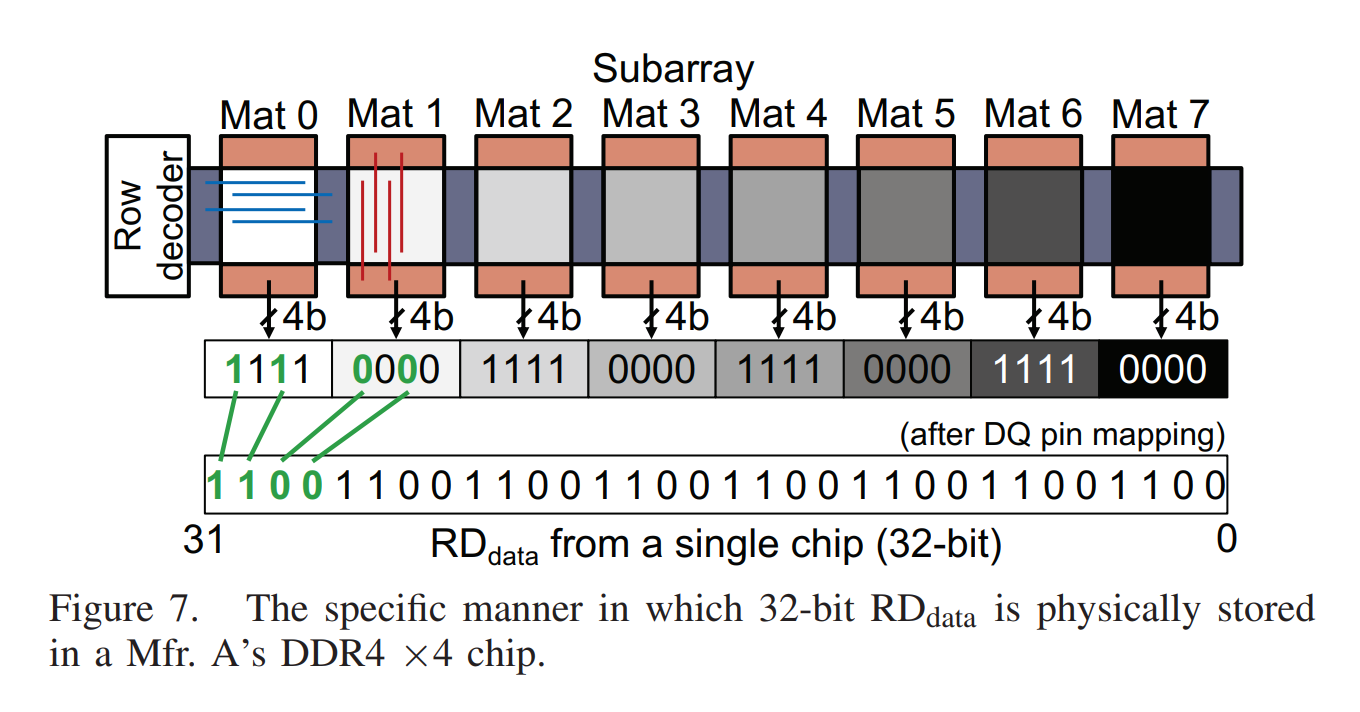 Subarray
Mat 0 Mat 1 Mat 2 Mat 3 Mat 4 Mat 5 Mat 6 Mat 7
Row
decoder
4b 4b 4b 4b 4b 4b 4b 4b
1111 0000 1111 0000 1111 0000 1111 0000
(after DQ pin mapping)
1 1 0 0 1 1 0 0 1 1 0 0 1 1 0 0 1 1 0 0 1 1 0 0 1 1 0 0 1 1 0 0
31 RDdata from a single chip (32-bit) 0
Figure 7. The specific manner in which 32-bit RDdata is physically stored
in a Mfr. A's DDR4 ×4 chip.